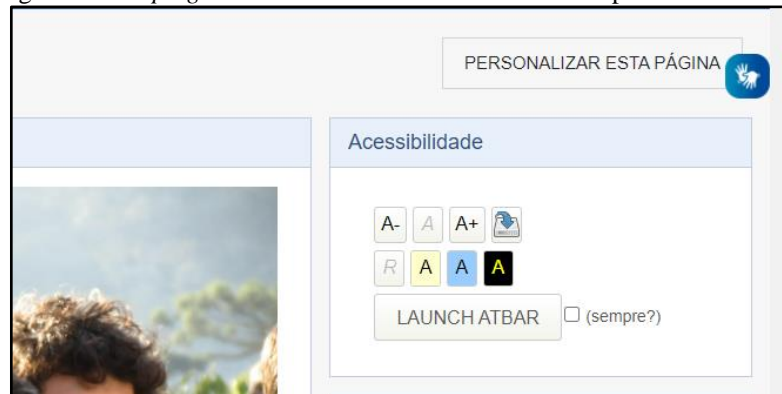 PERSONALIZAR ESTA PÁGINA
Acessibilidade
A- A A+
R A A A
LAUNCH ATBAR (sempre?)